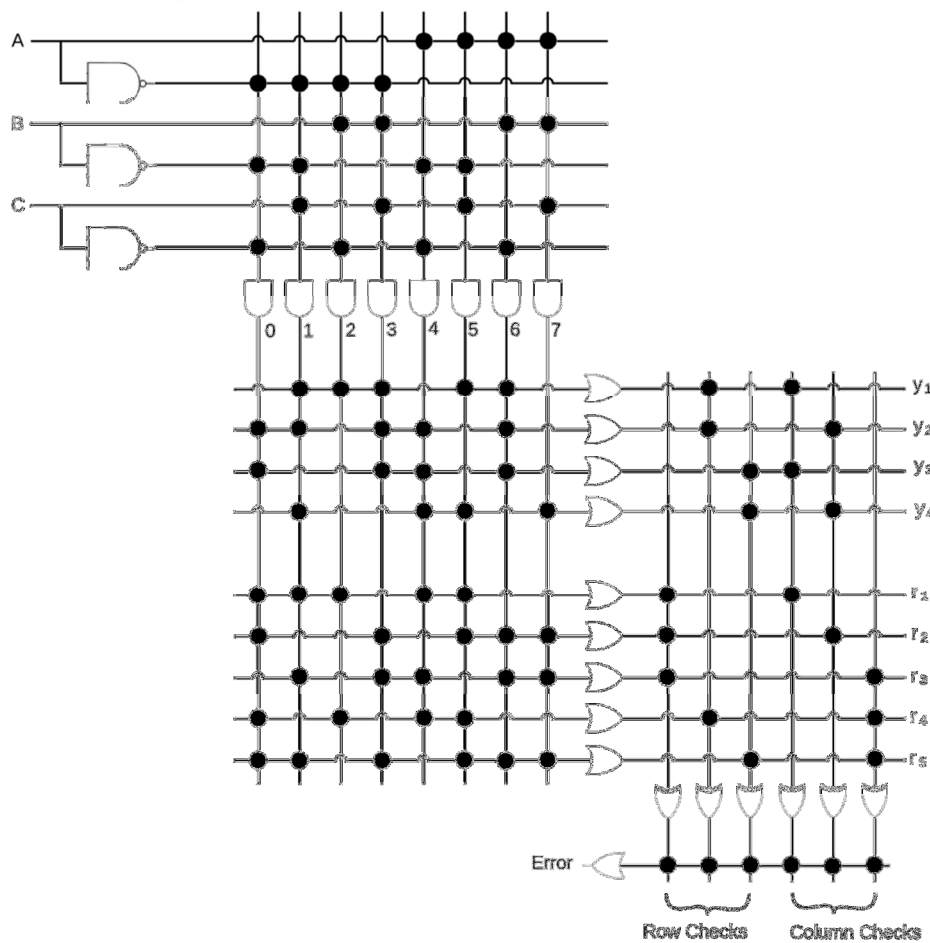 A
B
C
0 1 2 3 4 5 6 7
y₁
y₂
y₃
y₄
r₁
r₂
r₃
r₄
r₅
Error
Row Checks Column Checks